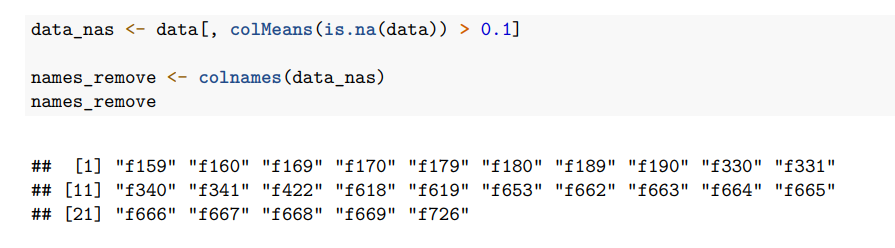 data_nas <- data[, colMeans(is.na(data)) > 0.1]
names_remove <- colnames(data_nas)
names_remove
##  [1] "f159" "f160" "f169" "f170" "f179" "f180" "f189" "f190" "f330" "f331"
## [11] "f340" "f341" "f422" "f618" "f619" "f653" "f662" "f663" "f664" "f665"
## [21] "f666" "f667" "f668" "f669" "f726"